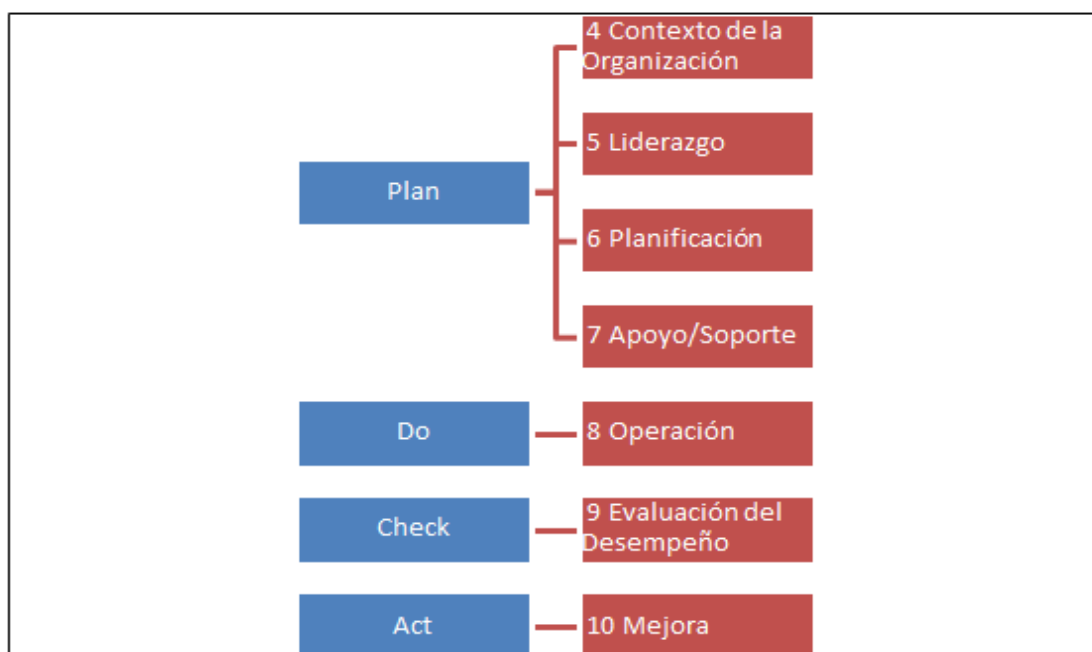 Plan
4 Contexto de la
Organización
5 Liderazgo
6 Planificación
7 Apoyo/Soporte
Do
8 Operación
Check
9 Evaluación del
Desempeño
Act
10 Mejora